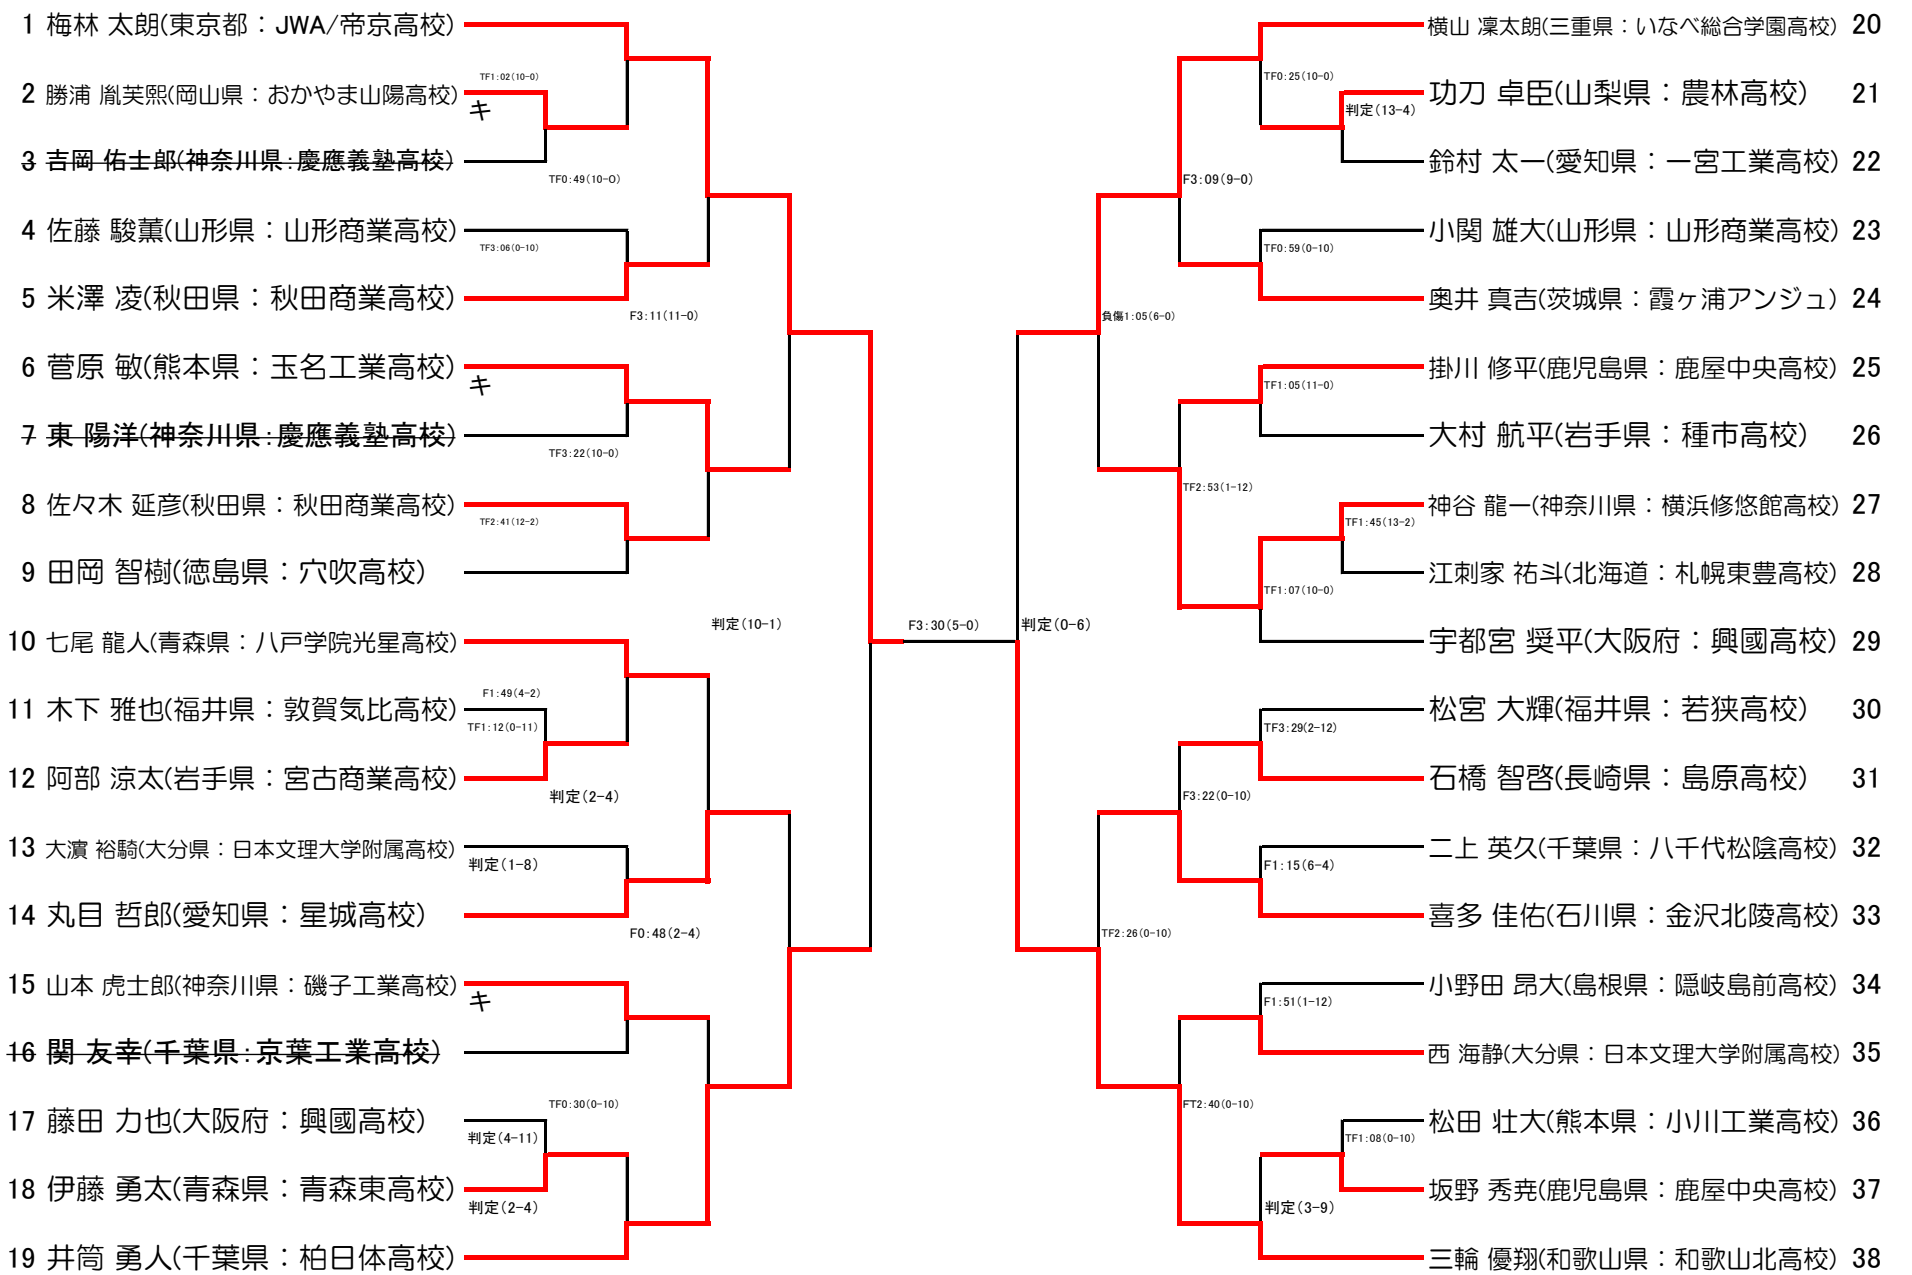 1 梅林 太朗(東京都：JWA/帝京高校)
TF1:02(10-0)
2 勝浦 胤芙熙(岡山県：おかやま山陽高校)
キ
3 吉岡 佑士郎(神奈川県：慶應義塾高校)
TF0:49(10-0)
4 佐藤 駿薫(山形県：山形商業高校)
TF3:06(0-10)
5 米澤 凌(秋田県：秋田商業高校)
F3:11(11-0)
6 菅原 敏(熊本県：玉名工業高校)
キ
7 東 陽洋(神奈川県：慶應義塾高校)
TF3:22(10-0)
8 佐々木 延彦(秋田県：秋田商業高校)
TF2:41(12-2)
9 田岡 智樹(徳島県：穴吹高校)
判定(10-1)
10 七尾 龍人(青森県：八戸学院光星高校)
F1:49(4-2)
11 木下 雅也(福井県：敦賀気比高校)
TF1:12(0-11)
12 阿部 涼太(岩手県：宮古商業高校)
判定(2-4)
13 大濵 裕騎(大分県：日本文理大学附属高校)
判定(1-8)
14 丸目 哲郎(愛知県：星城高校)
F0:48(2-4)
15 山本 虎士郎(神奈川県：磯子工業高校)
キ
16 関 友幸(千葉県：京葉工業高校)
TF0:30(0-10)
17 藤田 力也(大阪府：興國高校)
判定(4-11)
18 伊藤 勇太(青森県：青森東高校)
判定(2-4)
19 井筒 勇人(千葉県：柏日体高校)
F3:30(5-0)
横山 凜太朗(三重県：いなべ総合学園高校) 20
TF0:25(10-0)
功刀 卓臣(山梨県：農林高校) 21
判定(13-4)
鈴村 太一(愛知県：一宮工業高校) 22
F3:09(9-0)
小関 雄大(山形県：山形商業高校) 23
TF0:59(0-10)
奥井 真吉(茨城県：霞ヶ浦アンジュ) 24
負傷1:05(6-0)
掛川 修平(鹿児島県：鹿屋中央高校) 25
TF1:05(11-0)
大村 航平(岩手県：種市高校) 26
TF2:53(1-12)
神谷 龍一(神奈川県：横浜修悠館高校) 27
TF1:45(13-2)
江刺家 祐斗(北海道：札幌東豊高校) 28
TF1:07(10-0)
宇都宮 奨平(大阪府：興國高校) 29
判定(0-6)
松宮 大輝(福井県：若狭高校) 30
TF3:29(2-12)
石橋 智啓(長崎県：島原高校) 31
F3:22(0-10)
二上 英久(千葉県：八千代松陰高校) 32
F1:15(6-4)
喜多 佳佑(石川県：金沢北陵高校) 33
TF2:26(0-10)
小野田 昂大(島根県：隠岐島前高校) 34
F1:51(1-12)
西 海静(大分県：日本文理大学附属高校) 35
FT2:40(0-10)
松田 壮大(熊本県：小川工業高校) 36
TF1:08(0-10)
坂野 秀尭(鹿児島県：鹿屋中央高校) 37
判定(3-9)
三輪 優翔(和歌山県：和歌山北高校) 38